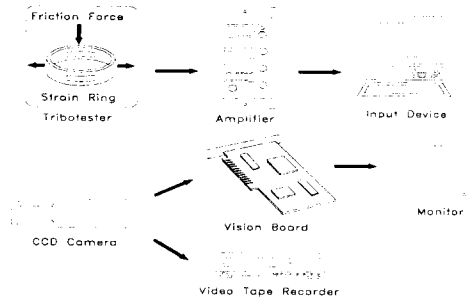 Friction Force
Strain Ring
Tribotester
Amplifier
Input Device
CCD Camera
Vision Board
Monitor
Video Tape Recorder